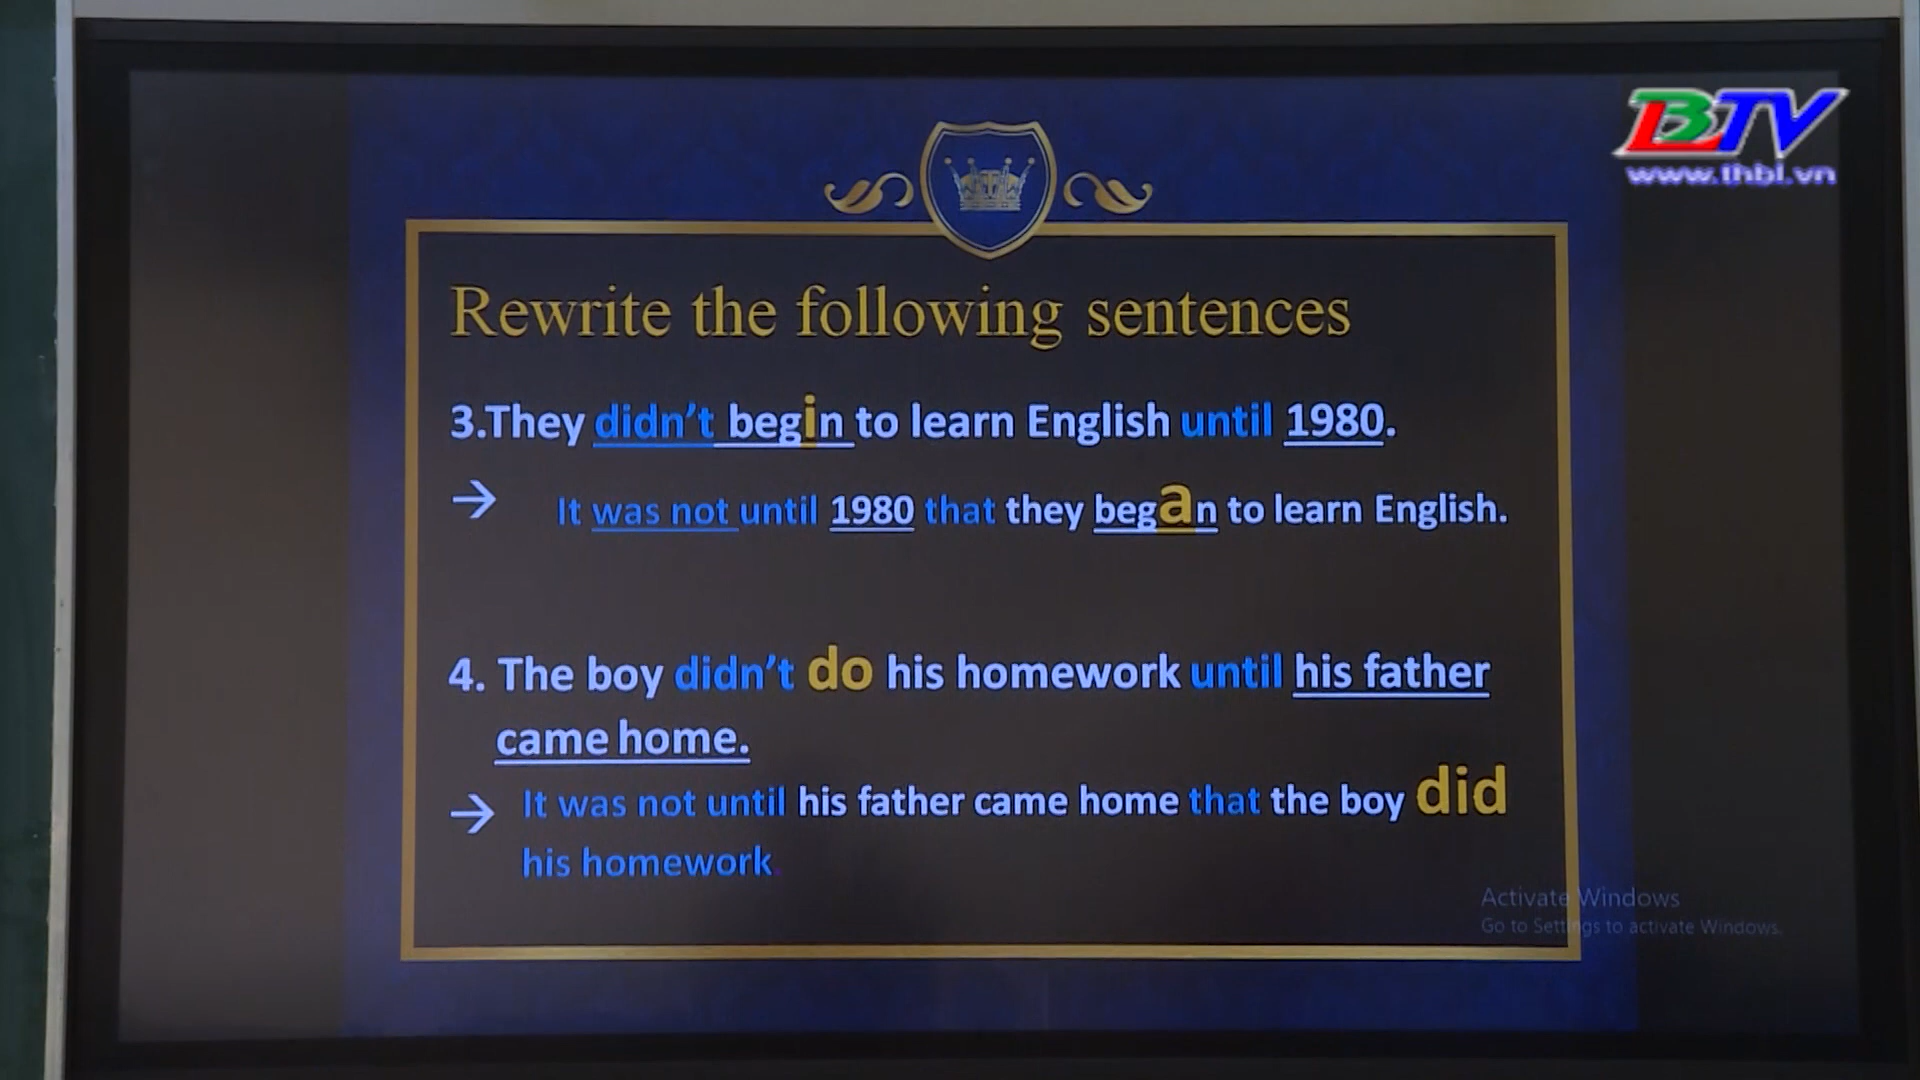 BTV
www.thbl.vn
Rewrite the following sentences
3.They didn't begin to learn English until 1980.
→ It was not until 1980 that they began to learn English.
4. The boy didn't do his homework until his father
came home.
→ It was not until his father came home that the boy did
his homework.
Activate Windows
Go to Settings to activate Windows.